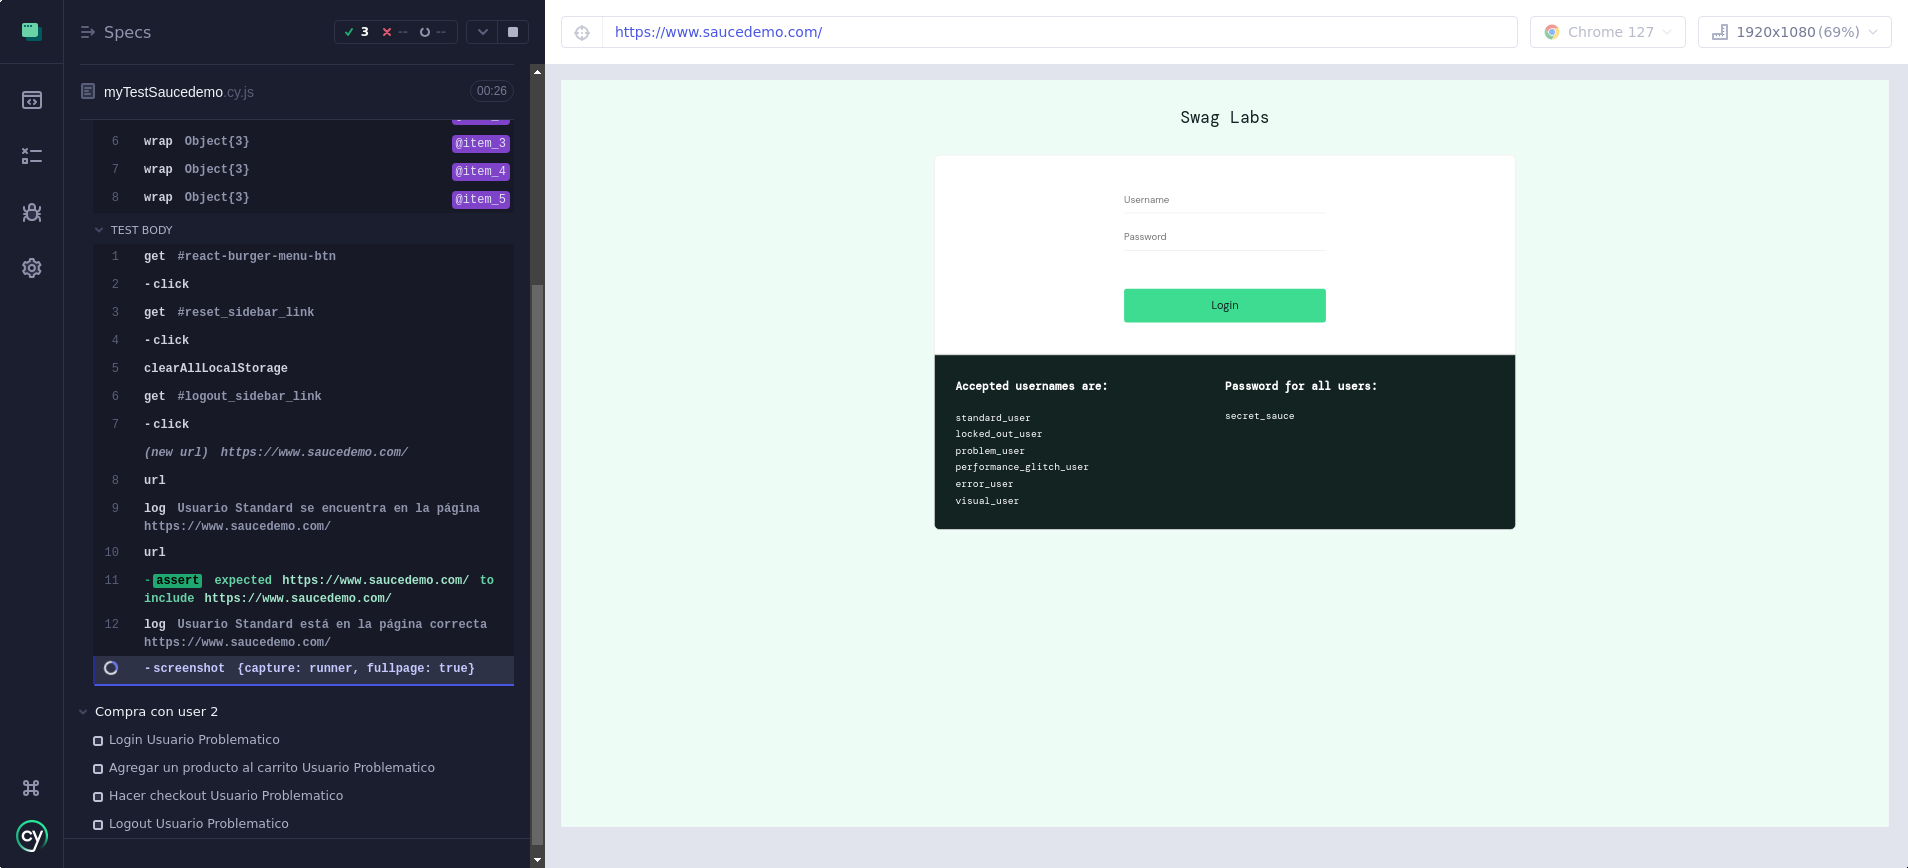 Specs
3 -- --
https://www.saucedemo.com/
Chrome 127
1920x1080 (69%)
myTestSaucedemo.cy.js
00:26
6 wrap Object{3} @item_3
7 wrap Object{3} @item_4
8 wrap Object{3} @item_5
TEST BODY
1 get #react-burger-menu-btn
2 -click
3 get #reset_sidebar_link
4 -click
5 clearAllLocalStorage
6 get #logout_sidebar_link
7 -click
(new url) https://www.saucedemo.com/
8 url
9 log Usuario Standard se encuentra en la página
https://www.saucedemo.com/
10 url
11 -assert expected https://www.saucedemo.com/ to
include https://www.saucedemo.com/
12 log Usuario Standard está en la página correcta
https://www.saucedemo.com/
-screenshot {capture: runner, fullpage: true}
Compra con user 2
Login Usuario Problematico
Agregar un producto al carrito Usuario Problematico
Hacer checkout Usuario Problematico
Logout Usuario Problematico
cy
Swag Labs
Username
Password
Login
Accepted usernames are:
standard_user
locked_out_user
problem_user
performance_glitch_user
error_user
visual_user
Password for all users:
secret_sauce